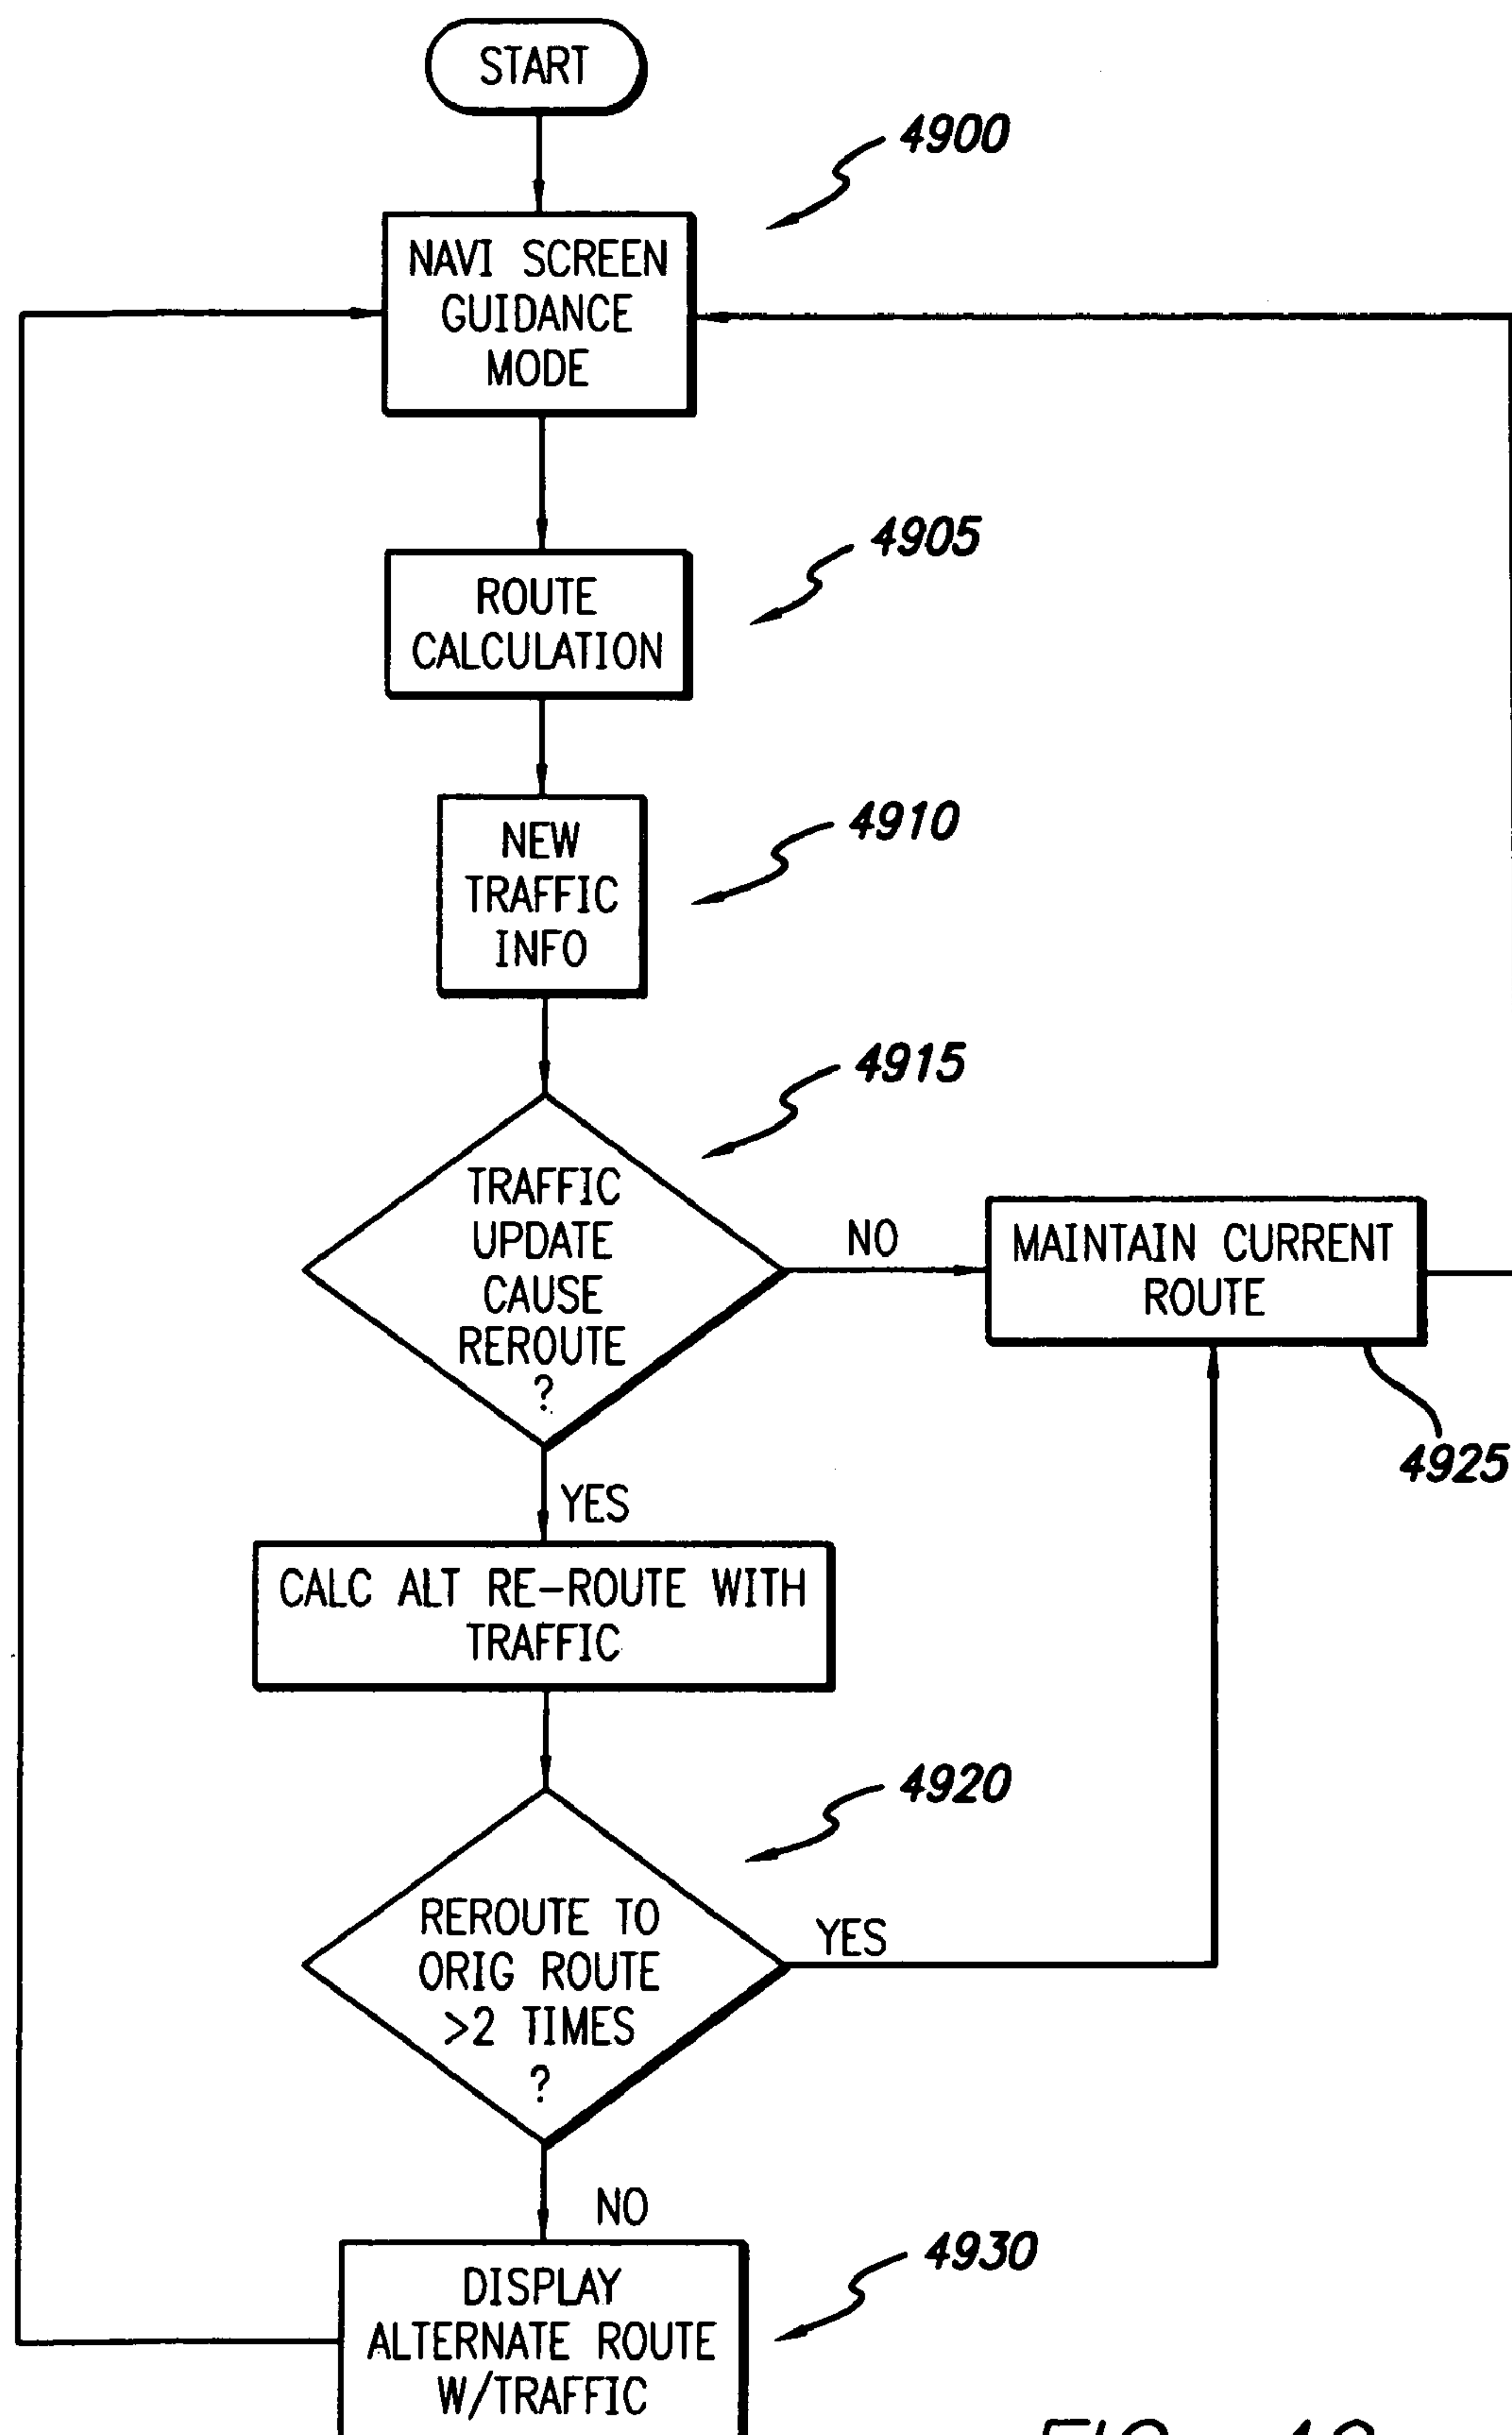 START
4900
NAVI SCREEN
GUIDANCE
MODE
4905
ROUTE
CALCULATION
4910
NEW
TRAFFIC
INFO
4915
TRAFFIC
UPDATE
CAUSE
REROUTE
?
NO
MAINTAIN CURRENT
ROUTE
4925
YES
CALC ALT RE-ROUTE WITH
TRAFFIC
4920
REROUTE TO
ORIG ROUTE
>2 TIMES
?
YES
NO
4930
DISPLAY
ALTERNATE ROUTE
W/TRAFFIC